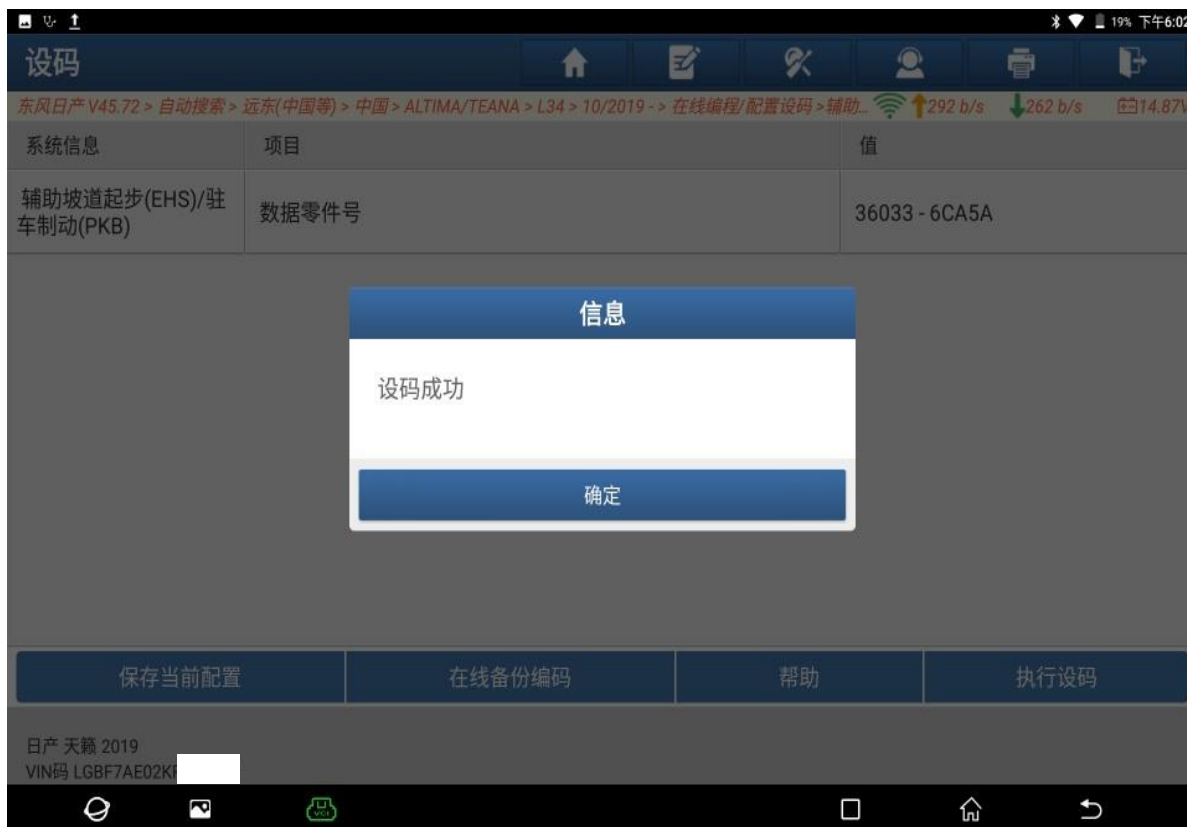 19% 下午6:02
设码
东风日产 V45.72 > 自动搜索 > 远东(中国等) > 中国 > ALTIMA/TEANA > L34 > 10/2019 - > 在线编程/配置设码 >辅助... 292 b/s 262 b/s 14.87V
系统信息 项目 值
辅助坡道起步(EHS)/驻
车制动(PKB)
数据零件号
36033 - 6CA5A
信息
设码成功
确定
保存当前配置 在线备份编码 帮助 执行设码
日产 天籁 2019
VIN码 LGBF7AE02K
VCI